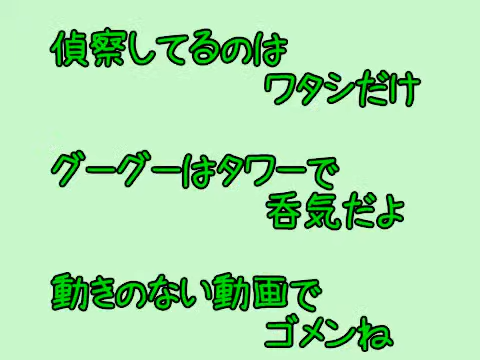 偵察してるのは
ワタシだけ
グーグーはタワーで
呑気だよ
動きのない動画で
ゴメンね